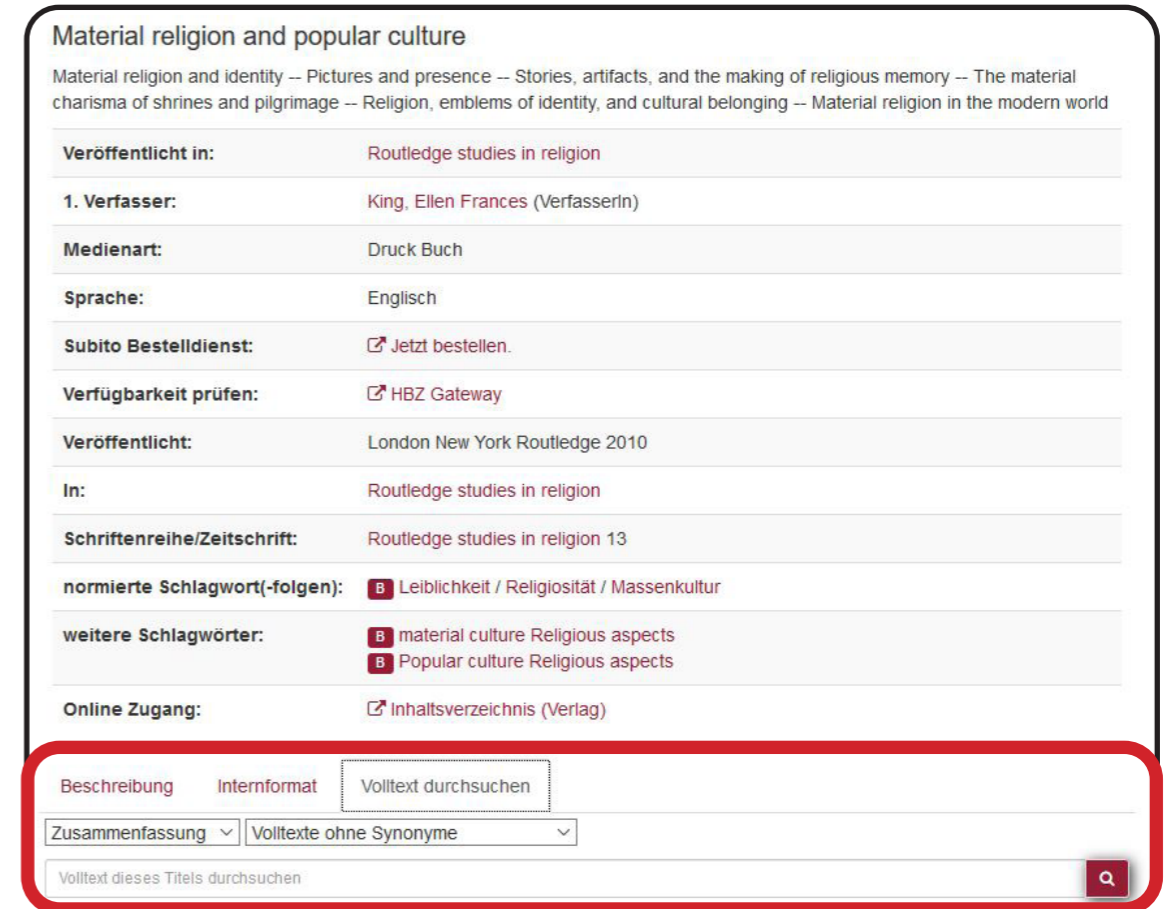 Material religion and popular culture
Material religion and identity -- Pictures and presence -- Stories, artifacts, and the making of religious memory -- The material
charisma of shrines and pilgrimage -- Religion, emblems of identity, and cultural belonging -- Material religion in the modern world
Veröffentlicht in: Routledge studies in religion
1. Verfasser: King, Ellen Frances (VerfasserIn)
Medienart: Druck Buch
Sprache: Englisch
Subito Bestelldienst: Jetzt bestellen.
Verfügbarkeit prüfen: HBZ Gateway
Veröffentlicht: London New York Routledge 2010
In: Routledge studies in religion
Schriftenreihe/Zeitschrift: Routledge studies in religion 13
normierte Schlagwort(-folgen): B Leiblichkeit / Religiosität / Massenkultur
weitere Schlagwörter: B material culture Religious aspects
B Popular culture Religious aspects
Online Zugang: Inhaltsverzeichnis (Verlag)
Beschreibung Internformat Volltext durchsuchen
Zusammenfassung Volltexte ohne Synonyme
Volltext dieses Titels durchsuchen